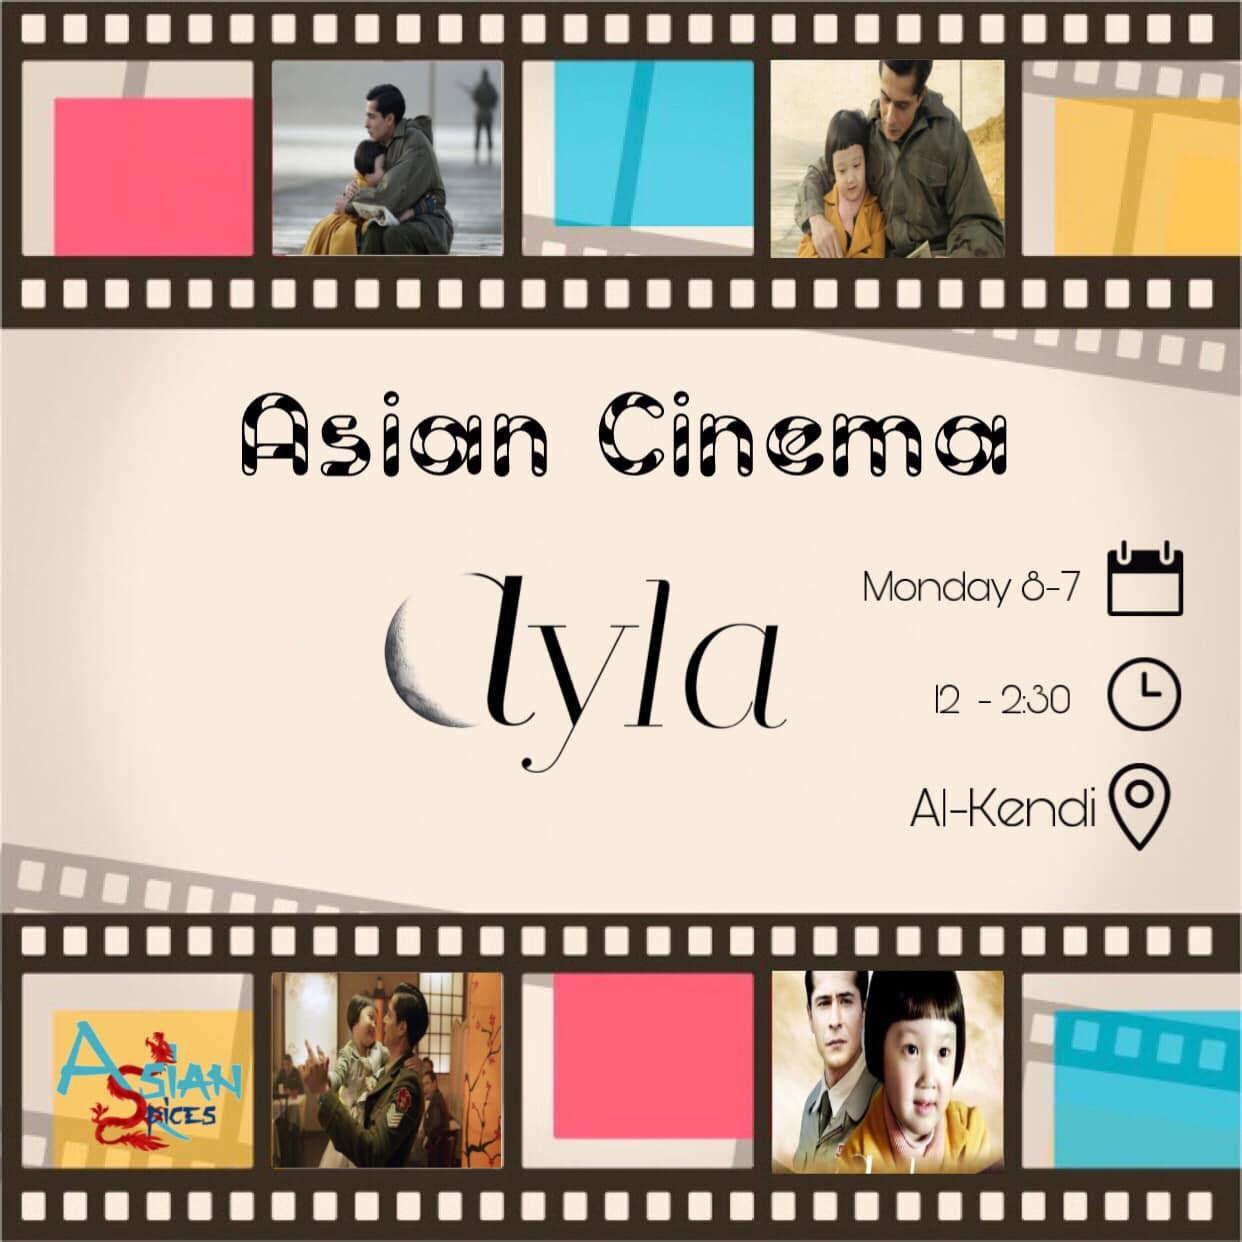 Asian Cinema
ayla
Monday 8-7
12 - 2:30
Al-Kendi
ASIAN
SPICES